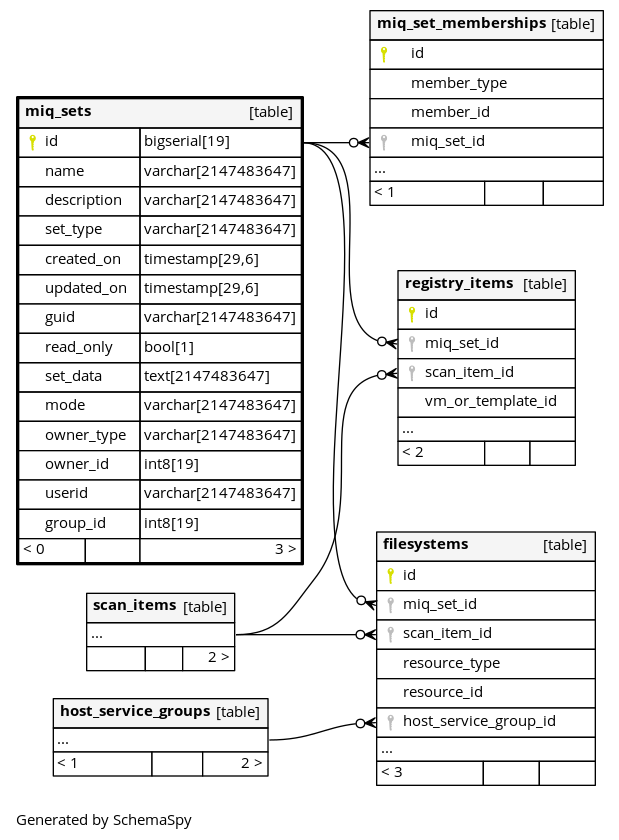 miq_set_memberships [table]
id
member_type
member_id
miq_set_id
...
< 1
miq_sets [table]
id bigserial[19]
name varchar[2147483647]
description varchar[2147483647]
set_type varchar[2147483647]
created_on timestamp[29,6]
updated_on timestamp[29,6]
guid varchar[2147483647]
read_only bool[1]
set_data text[2147483647]
mode varchar[2147483647]
owner_type varchar[2147483647]
owner_id int8[19]
userid varchar[2147483647]
group_id int8[19]
< 0 3 >
registry_items [table]
id
miq_set_id
scan_item_id
vm_or_template_id
...
< 2
filesystems [table]
id
miq_set_id
scan_item_id
resource_type
resource_id
host_service_group_id
...
< 3
scan_items [table]
...
2 >
host_service_groups [table]
...
< 1 2 >
Generated by SchemaSpy